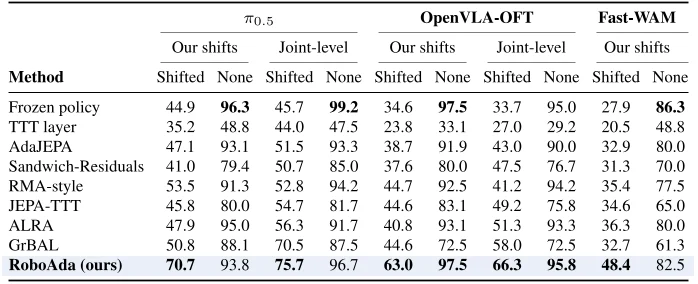 π0.5 OpenVLA-OFT Fast-WAM
Our shifts Joint-level Our shifts Joint-level Our shifts
Method Shifted None Shifted None Shifted None Shifted None Shifted None
Frozen policy 44.9 96.3 45.7 99.2 34.6 97.5 33.7 95.0 27.9 86.3
TTT layer 35.2 48.8 44.0 47.5 23.8 33.1 27.0 29.2 20.5 48.8
AdaJEPA 47.1 93.1 51.5 93.3 38.7 91.9 43.0 90.0 32.9 80.0
Sandwich-Residuals 41.0 79.4 50.7 85.0 37.6 80.0 47.5 76.7 31.3 70.0
RMA-style 53.5 91.3 52.8 94.2 44.7 92.5 41.2 94.2 35.4 77.5
JEPA-TTT 45.8 80.0 54.7 81.7 44.6 83.1 49.2 75.8 34.6 65.0
ALRA 47.9 95.0 56.3 91.7 40.8 93.1 51.3 93.3 36.3 80.0
GrBAL 50.8 88.1 70.5 87.5 44.6 72.5 58.0 72.5 32.7 61.3
RoboAda (ours) 70.7 93.8 75.7 96.7 63.0 97.5 66.3 95.8 48.4 82.5